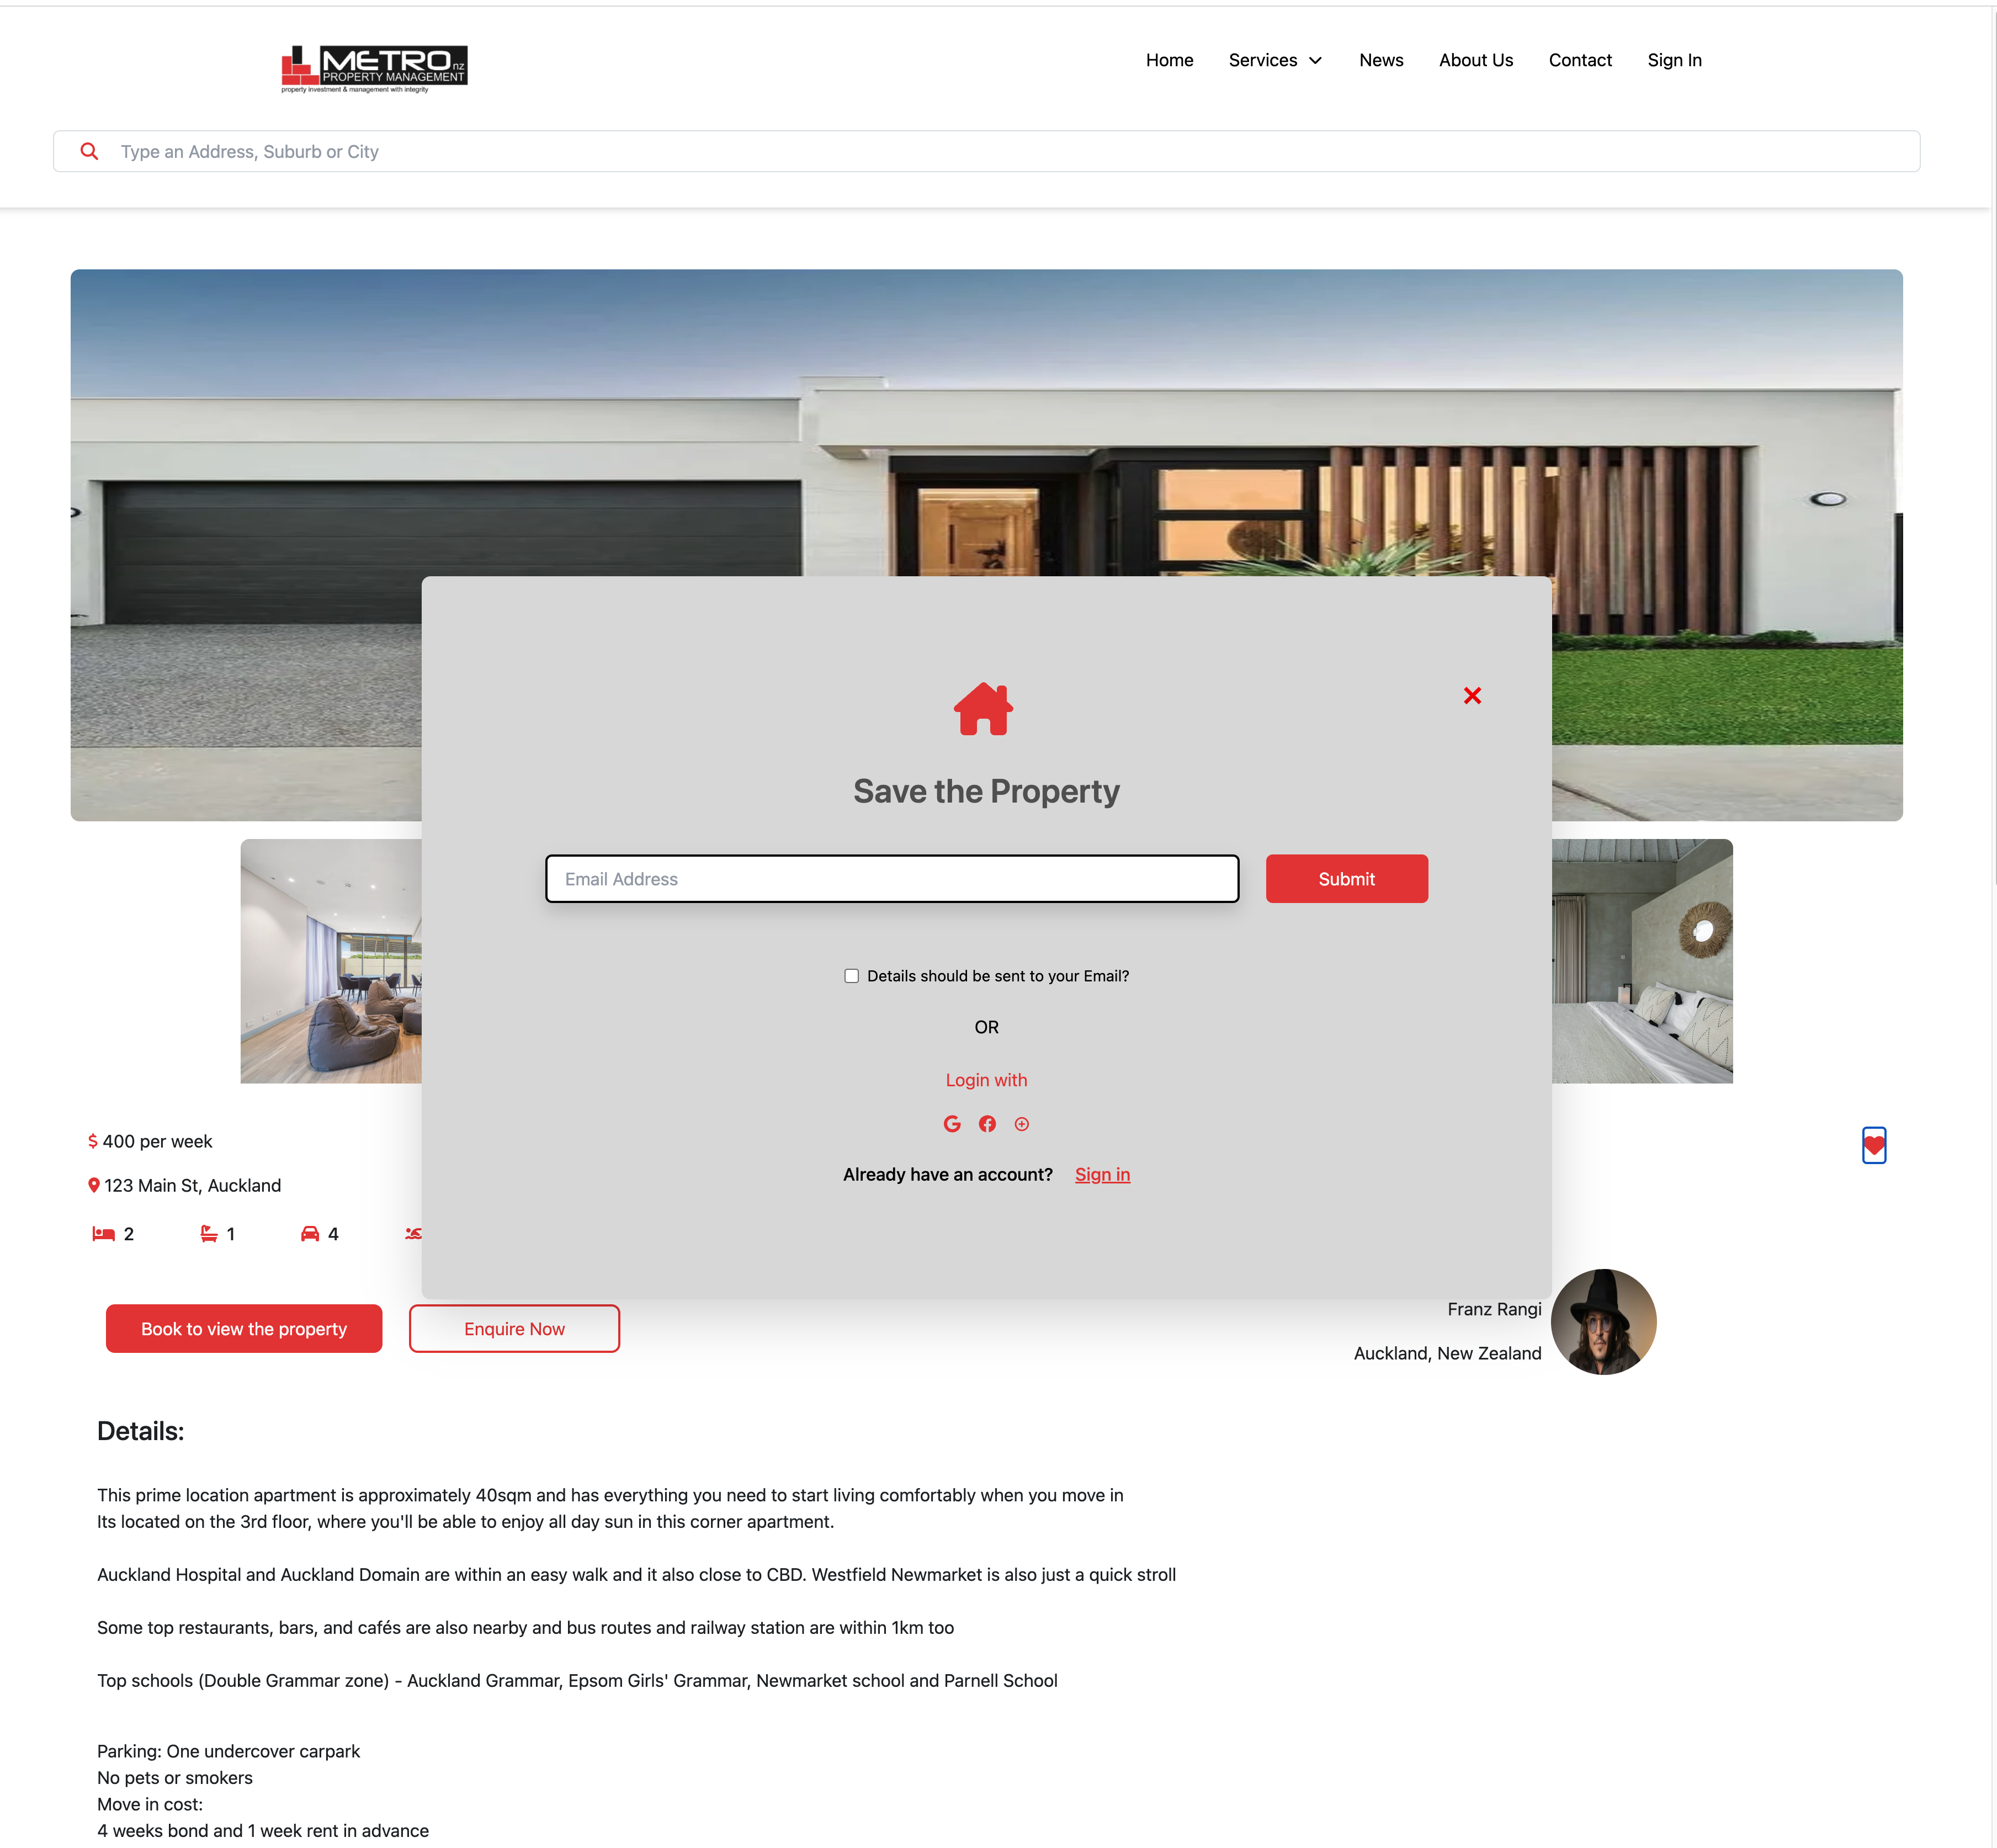 METRO nz
PROPERTY MANAGEMENT
property investment & management with integrity
Home Services News About Us Contact Sign In
Type an Address, Suburb or City
Save the Property
Email Address Submit
Details should be sent to your Email?
OR
Login with
Already have an account? Sign in
$ 400 per week
123 Main St, Auckland
2 1 4
Book to view the property Enquire Now
Franz Rangi
Auckland, New Zealand
Details:
This prime location apartment is approximately 40sqm and has everything you need to start living comfortably when you move in
Its located on the 3rd floor, where you'll be able to enjoy all day sun in this corner apartment.
Auckland Hospital and Auckland Domain are within an easy walk and it also close to CBD. Westfield Newmarket is also just a quick stroll
Some top restaurants, bars, and cafés are also nearby and bus routes and railway station are within 1km too
Top schools (Double Grammar zone) - Auckland Grammar, Epsom Girls' Grammar, Newmarket school and Parnell School
Parking: One undercover carpark
No pets or smokers
Move in cost:
4 weeks bond and 1 week rent in advance